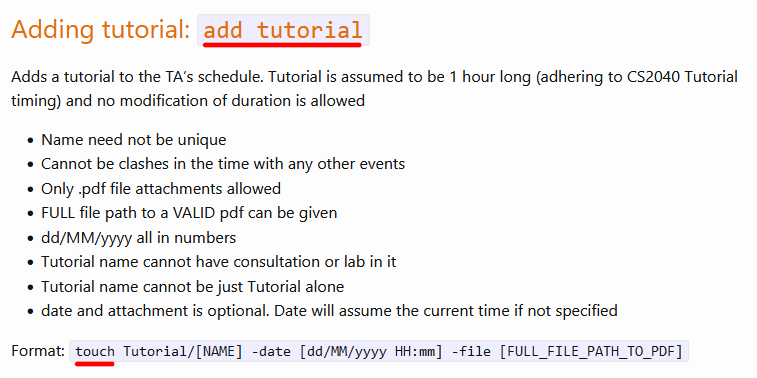 Adding tutorial: add tutorial
Adds a tutorial to the TA's schedule. Tutorial is assumed to be 1 hour long (adhering to CS2040 Tutorial
timing) and no modification of duration is allowed
• Name need not be unique
• Cannot be clashes in the time with any other events
• Only .pdf file attachments allowed
• FULL file path to a VALID pdf can be given
• dd/MM/yyyy all in numbers
• Tutorial name cannot have consultation or lab in it
• Tutorial name cannot be just Tutorial alone
• date and attachment is optional. Date will assume the current time if not specified
Format: touch Tutorial/[NAME] -date [dd/MM/yyyy HH:mm] -file [FULL_FILE_PATH_TO_PDF]